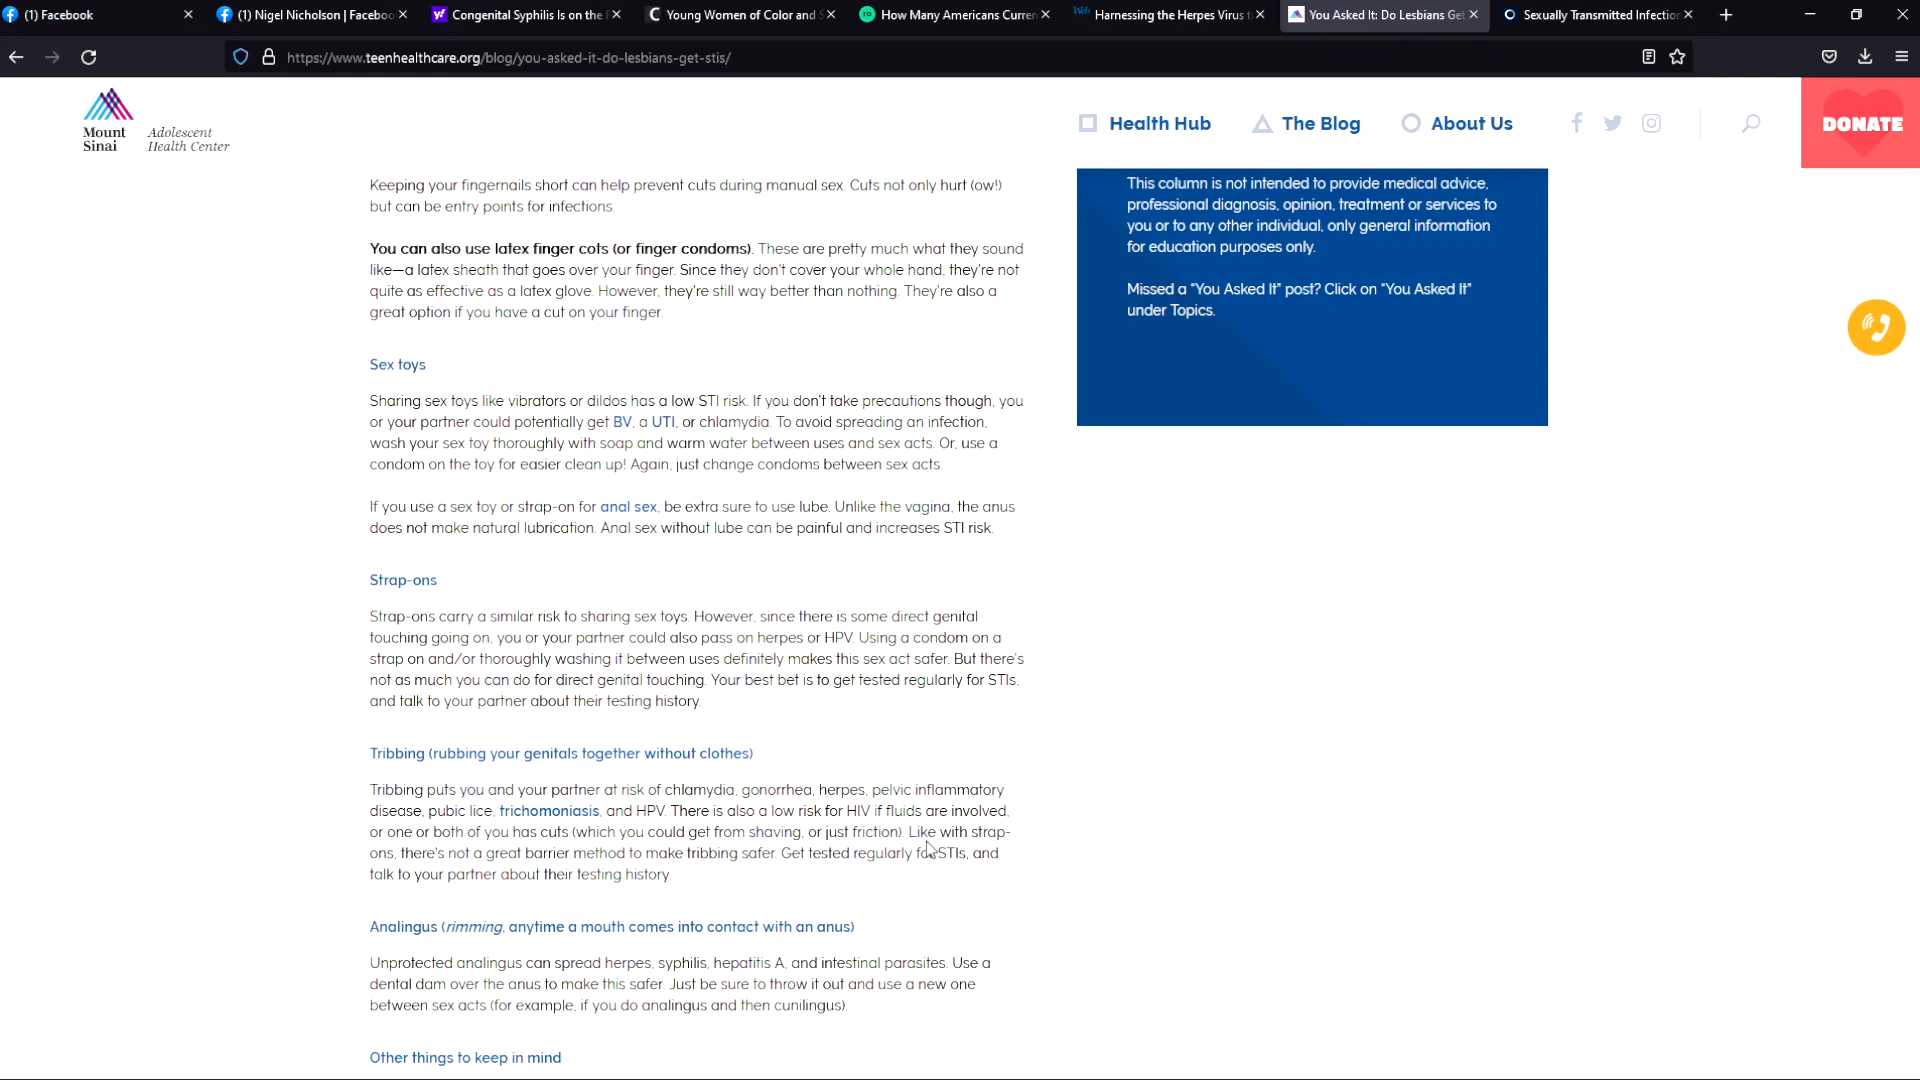 (1) Facebook
(1) Nigel Nicholson | Faceboo
Congenital Syphilis Is on the
Young Women of Color and S
How Many Americans Curren
Harnessing the Herpes Virus t
You Asked It: Do Lesbians Get
Sexually Transmitted Infection
https://www.teenhealthcare.org/blog/you-asked-it-do-lesbians-get-stis/
Mount Sinai
Adolescent Health Center
Health Hub
The Blog
About Us
DONATE
Keeping your fingernails short can help prevent cuts during manual sex. Cuts not only hurt (ow!)
but can be entry points for infections.
You can also use latex finger cots (or finger condoms). These are pretty much what they sound
like—a latex sheath that goes over your finger. Since they don't cover your whole hand, they're not
quite as effective as a latex glove. However, they're still way better than nothing. They're also a
great option if you have a cut on your finger.
Sex toys
Sharing sex toys like vibrators or dildos has a low STI risk. If you don't take precautions though, you
or your partner could potentially get BV, a UTI, or chlamydia. To avoid spreading an infection,
wash your sex toy thoroughly with soap and warm water between uses and sex acts. Or, use a
condom on the toy for easier clean up! Again, just change condoms between sex acts.
If you use a sex toy or strap-on for anal sex, be extra sure to use lube. Unlike the vagina, the anus
does not make natural lubrication. Anal sex without lube can be painful and increases STI risk.
Strap-ons
Strap-ons carry a similar risk to sharing sex toys. However, since there is some direct genital
touching going on, you or your partner could also pass on herpes or HPV. Using a condom on a
strap on and/or thoroughly washing it between uses definitely makes this sex act safer. But there's
not as much you can do for direct genital touching. Your best bet is to get tested regularly for STIs,
and talk to your partner about their testing history.
Tribbing (rubbing your genitals together without clothes)
Tribbing puts you and your partner at risk of chlamydia, gonorrhea, herpes, pelvic inflammatory
disease, pubic lice, trichomoniasis, and HPV. There is also a low risk for HIV if fluids are involved,
or one or both of you has cuts (which you could get from shaving, or just friction). Like with strap-
ons, there's not a great barrier method to make tribbing safer. Get tested regularly for STIs, and
talk to your partner about their testing history.
Analingus (rimming, anytime a mouth comes into contact with an anus)
Unprotected analingus can spread herpes, syphilis, hepatitis A, and intestinal parasites. Use a
dental dam over the anus to make this safer. Just be sure to throw it out and use a new one
between sex acts (for example, if you do analingus and then cunilingus).
Other things to keep in mind
This column is not intended to provide medical advice,
professional diagnosis, opinion, treatment or services to
you or to any other individual, only general information
for education purposes only.
Missed a "You Asked It" post? Click on "You Asked It"
under Topics.